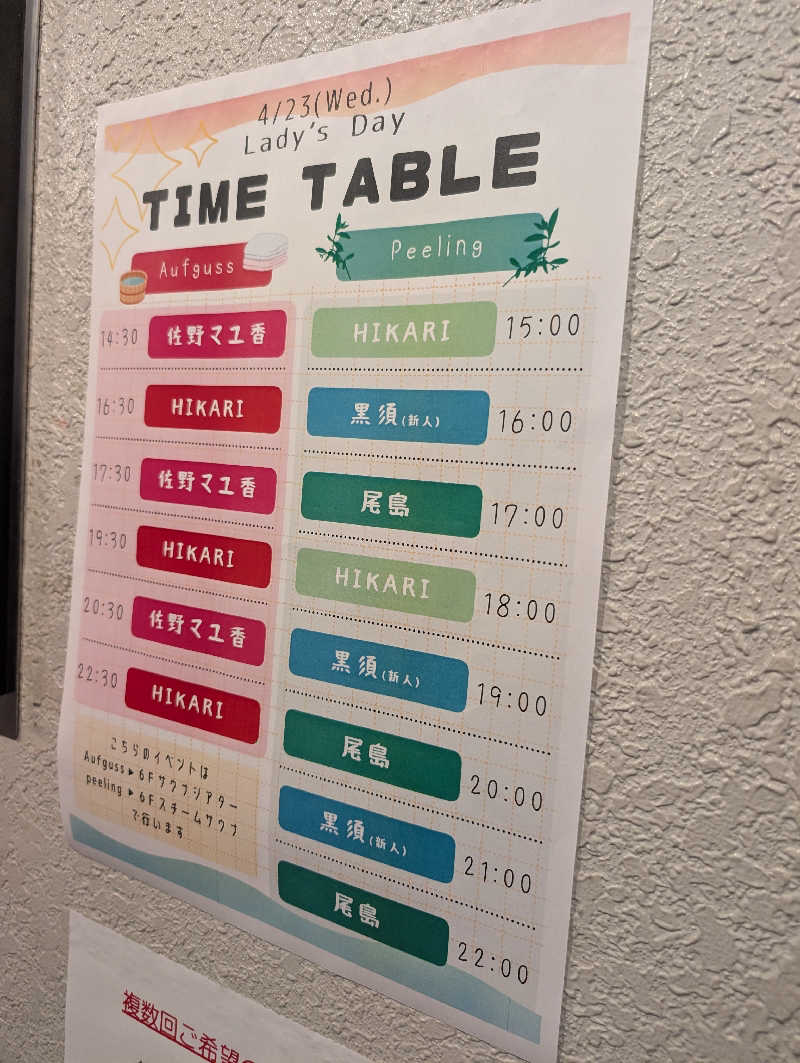 4/23(Wed.)
Lady's Day
TIME TABLE
Aufguss
14:30 佐野マユ香
16:30 HIKARI
17:30 佐野マユ香
19:30 HIKARI
20:30 佐野マユ香
22:30 HIKARI
こちらのイベントは
Aufguss▶6Fサウナシアター
peeling▶6Fスチームサウナ
で行います
Peeling
HIKARI 15:00
黒須(新人) 16:00
尾島 17:00
HIKARI 18:00
黒須(新人) 19:00
尾島 20:00
黒須(新人) 21:00
尾島 22:00
複数回ご希望